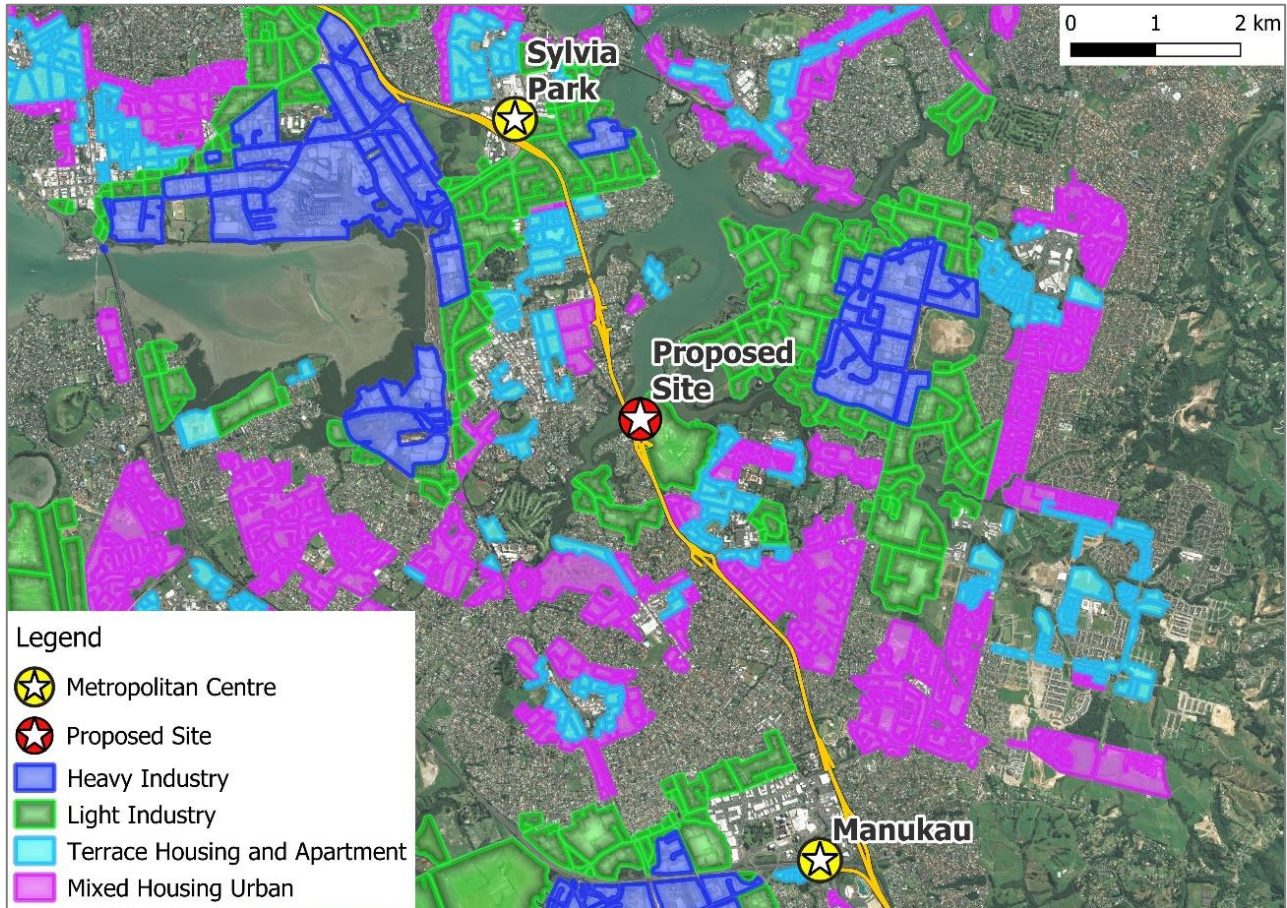 0 1 2 km
Sylvia
Park
Proposed
Site
Manukau
Legend
Metropolitan Centre
Proposed Site
Heavy Industry
Light Industry
Terrace Housing and Apartment
Mixed Housing Urban